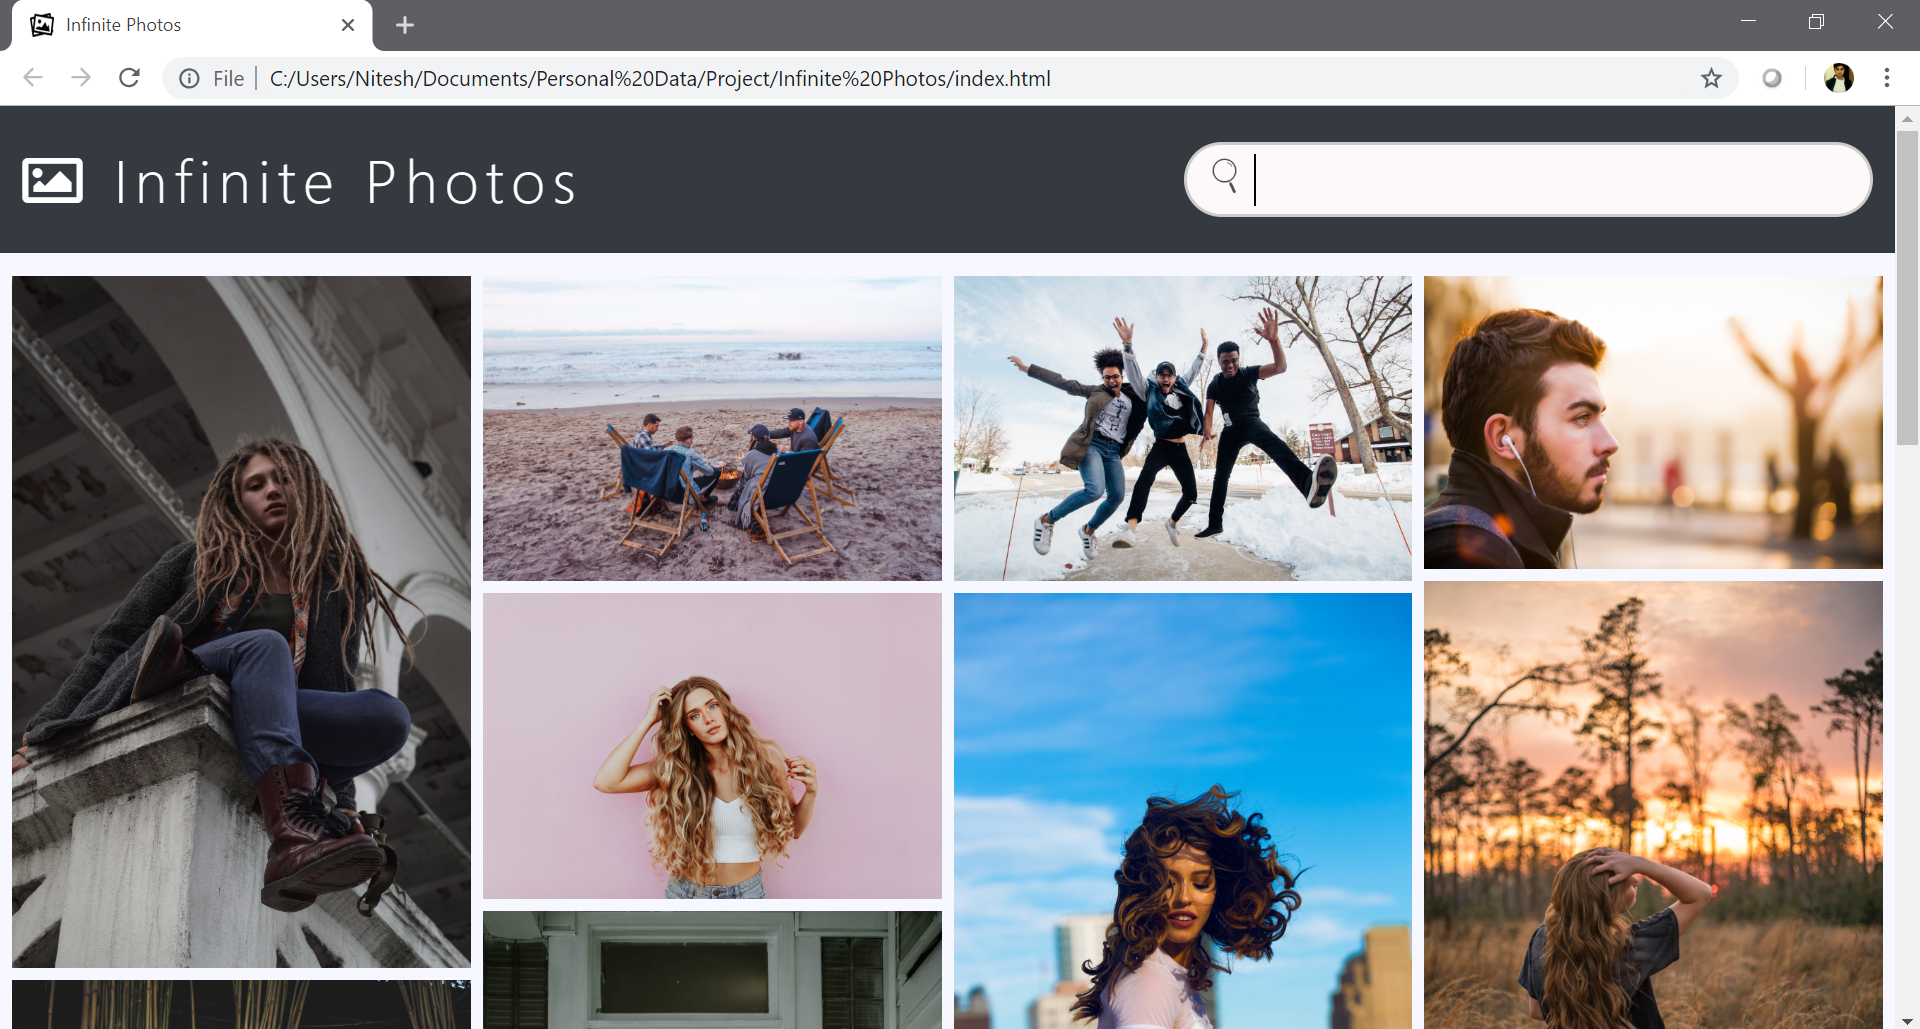 Infinite Photos
File
C:/Users/Nitesh/Documents/Personal%20Data/Project/Infinite%20Photos/index.html
Infinite Photos